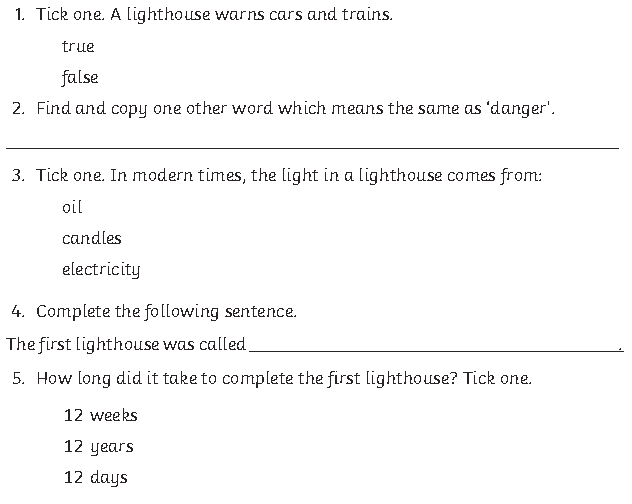 1. Tick one. A lighthouse warns cars and trains.
true
false
2. Find and copy one other word which means the same as 'danger'.
3. Tick one. In modern times, the light in a lighthouse comes from:
oil
candles
electricity
4. Complete the following sentence.
The first lighthouse was called .
5. How long did it take to complete the first lighthouse? Tick one.
12 weeks
12 years
12 days